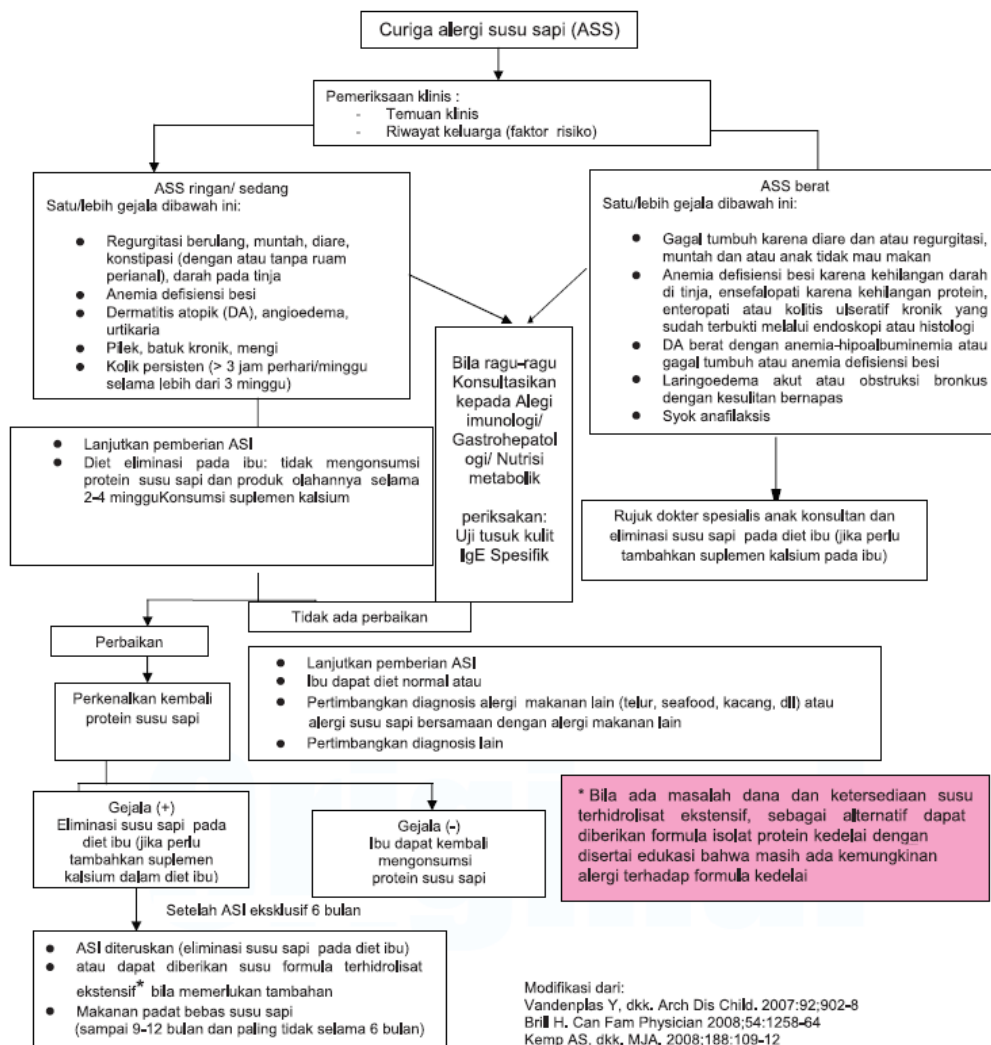 Curiga alergi susu sapi (ASS)
Pemeriksaan klinis :
- Temuan klinis
- Riwayat keluarga (faktor risiko)
ASS ringan/ sedang
Satu/lebih gejala dibawah ini:
● Regurgitasi berulang, muntah, diare,
konstipasi (dengan atau tanpa ruam
perianal), darah pada tinja
● Anemia defisiensi besi
● Dermatitis atopik (DA), angioedema,
urtikaria
● Pilek, batuk kronik, mengi
● Kolik persisten (> 3 jam perhari/minggu
selama lebih dari 3 minggu)
ASS berat
Satu/lebih gejala dibawah ini:
● Gagal tumbuh karena diare dan atau regurgitasi,
muntah dan atau anak tidak mau makan
● Anemia defisiensi besi karena kehilangan darah
di tinja, ensefalopati karena kehilangan protein,
enteropati atau kolitis ulseratif kronik yang
sudah terbukti melalui endoskopi atau histologi
● DA berat dengan anemia-hipoalbuminemia atau
gagal tumbuh atau anemia defisiensi besi
● Laringoedema akut atau obstruksi bronkus
dengan kesulitan bernapas
● Syok anafilaksis
Bila ragu-ragu
Konsultasikan
kepada Alegi
imunologi/
Gastrohepatol
ogi/ Nutrisi
metabolik
periksakan:
Uji tusuk kulit
IgE Spesifik
● Lanjutkan pemberian ASI
● Diet eliminasi pada ibu: tidak mengonsumsi
protein susu sapi dan produk olahannya selama
2-4 mingguKonsumsi suplemen kalsium
Rujuk dokter spesialis anak konsultan dan
eliminasi susu sapi pada diet ibu (jika perlu
tambahkan suplemen kalsium pada ibu)
Tidak ada perbaikan
Perbaikan
● Lanjutkan pemberian ASI
● Ibu dapat diet normal atau
● Pertimbangkan diagnosis alergi makanan lain (telur, seafood, kacang, dll) atau
alergi susu sapi bersamaan dengan alergi makanan lain
● Pertimbangkan diagnosis lain
Perkenalkan kembali
protein susu sapi
Gejala (+)
Eliminasi susu sapi pada
diet ibu (jika perlu
tambahkan suplemen
kalsium dalam diet ibu)
Gejala (-)
Ibu dapat kembali
mengonsumsi
protein susu sapi
* Bila ada masalah dana dan ketersediaan susu
terhidrolisat ekstensif, sebagai alternatif dapat
diberikan formula isolat protein kedelai dengan
disertai edukasi bahwa masih ada kemungkinan
alergi terhadap formula kedelai
Setelah ASI eksklusif 6 bulan
● ASI diteruskan (eliminasi susu sapi pada diet ibu)
● atau dapat diberikan susu formula terhidrolisat
ekstensif* bila memerlukan tambahan
● Makanan padat bebas susu sapi
(sampai 9-12 bulan dan paling tidak selama 6 bulan)
Modifikasi dari:
Vandenplas Y, dkk. Arch Dis Child. 2007:92;902-8
Brill H. Can Fam Physician 2008;54:1258-64
Kemp AS, dkk, MJA, 2008;188:109-12